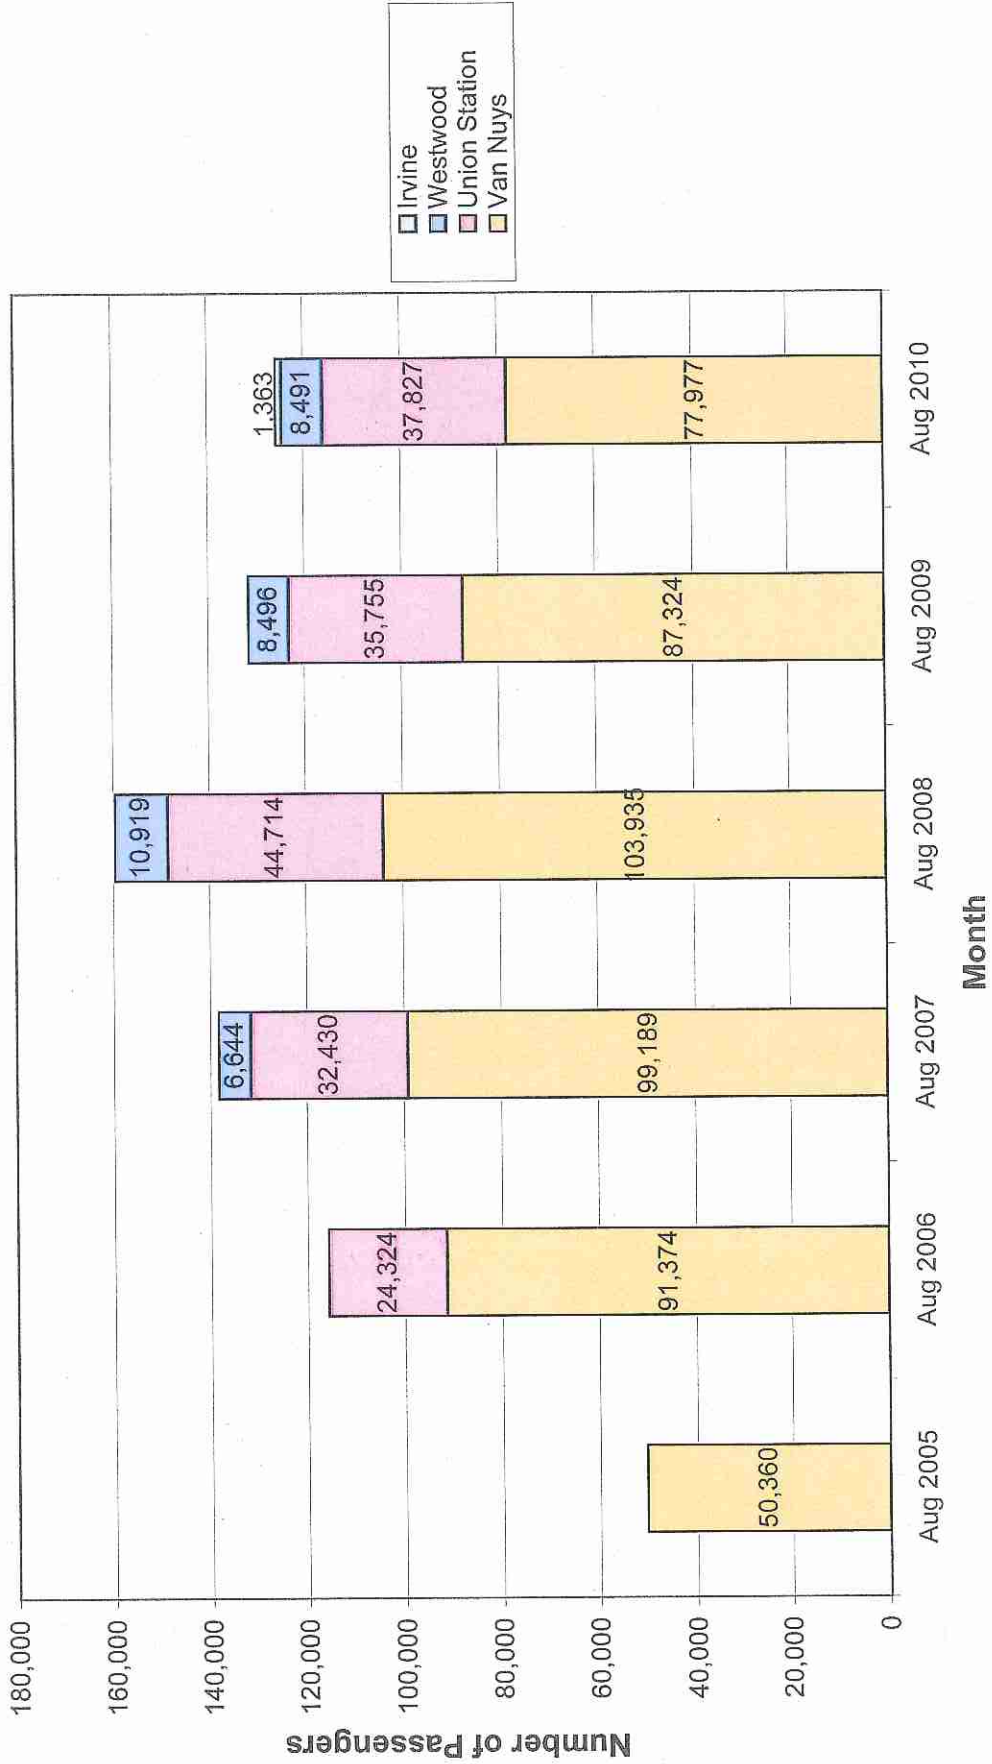 Number of Passengers
180,000
160,000
140,000
120,000
100,000
80,000
60,000
40,000
20,000
0
50,360
24,324
91,374
6,644
32,430
99,189
10,919
44,714
103,935
8,496
35,755
87,324
1,363
8,491
37,827
77,977
Aug 2005
Aug 2006
Aug 2007
Aug 2008
Aug 2009
Aug 2010
Month
Irvine
Westwood
Union Station
Van Nuys